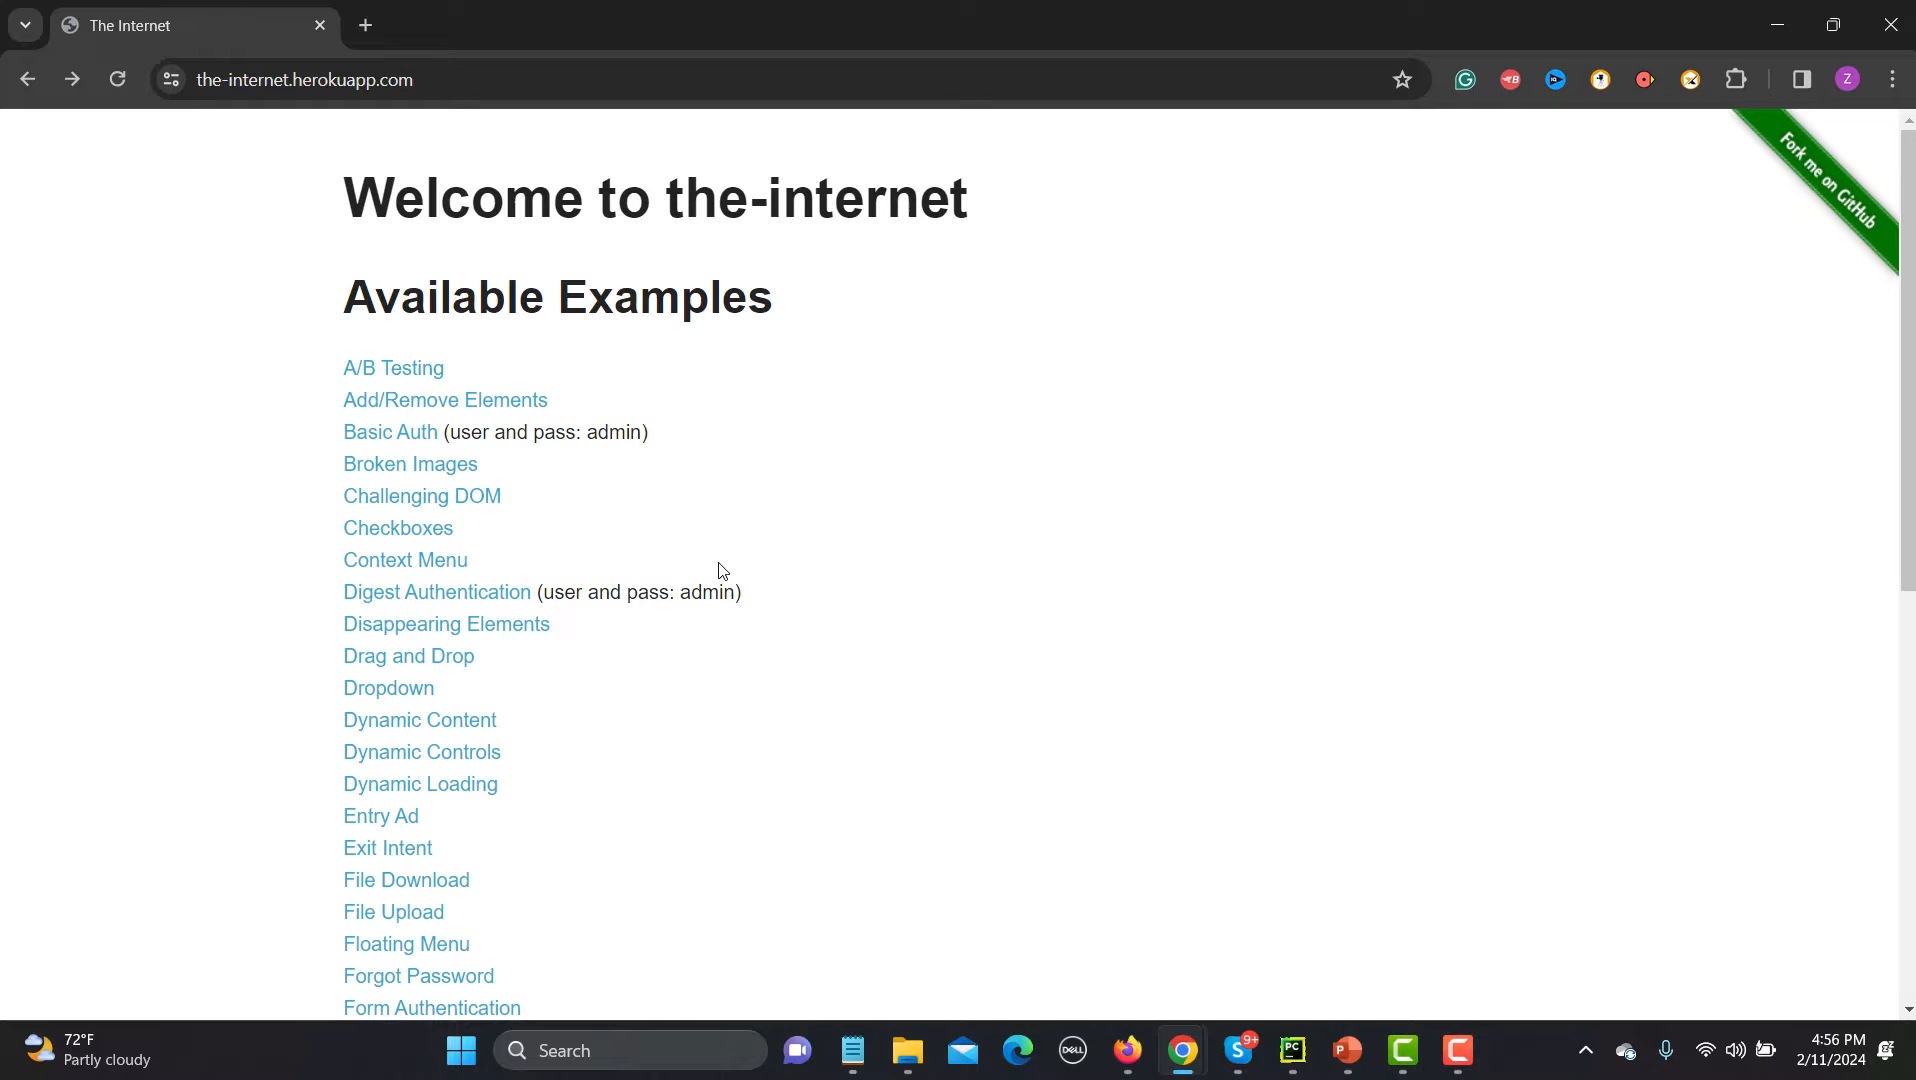 The Internet
the-internet.herokuapp.com
Z
Fork me on GitHub
Welcome to the-internet
Available Examples
A/B Testing
Add/Remove Elements
Basic Auth (user and pass: admin)
Broken Images
Challenging DOM
Checkboxes
Context Menu
Digest Authentication (user and pass: admin)
Disappearing Elements
Drag and Drop
Dropdown
Dynamic Content
Dynamic Controls
Dynamic Loading
Entry Ad
Exit Intent
File Download
File Upload
Floating Menu
Forgot Password
Form Authentication
72°F
Partly cloudy
Search
DELL
9+
PC
P
4:56 PM
2/11/2024